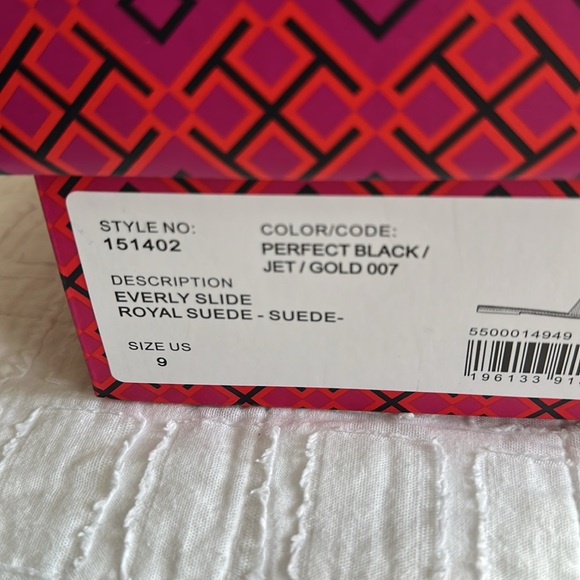 STYLE NO:
151402
COLOR/CODE:
PERFECT BLACK /
JET / GOLD 007
DESCRIPTION
EVERLY SLIDE
ROYAL SUEDE - SUEDE-
SIZE US
9
5500014949
196133